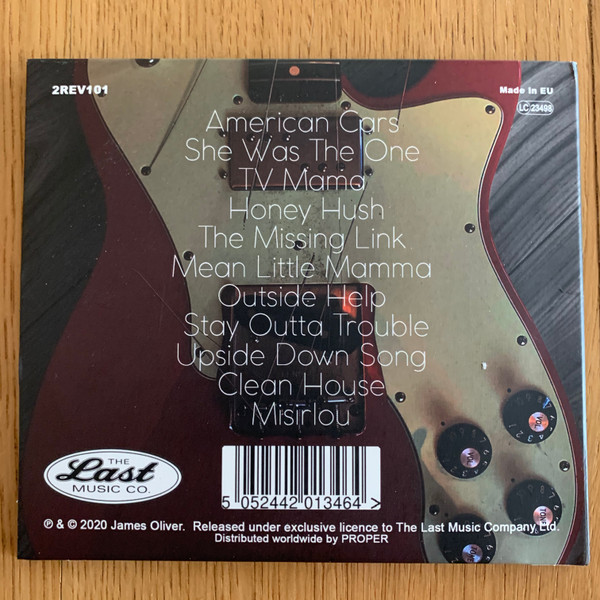 2REV101
Made In EU
LC 23498
American Cars
She Was The One
TV Mama
Honey Hush
The Missing Link
Mean Little Mamma
Outside Help
Stay Outta Trouble
Upside Down Song
Clean House
Misirlou
THE
Last
MUSIC CO.
5 052442 013464 >
℗ & © 2020 James Oliver. Released under exclusive licence to The Last Music Company Ltd.
Distributed worldwide by PROPER